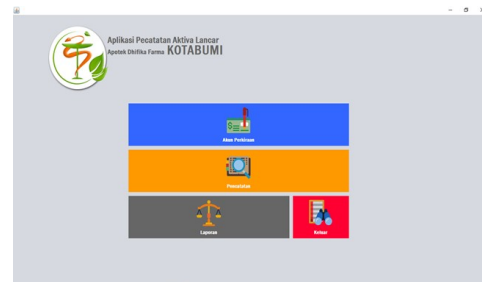 Aplikasi Pecatatan Aktiva Lancar
Apotek Dhifika Farma KOTABUMI
Akun Perkiraan
Pencatatan
Laporan
Keluar